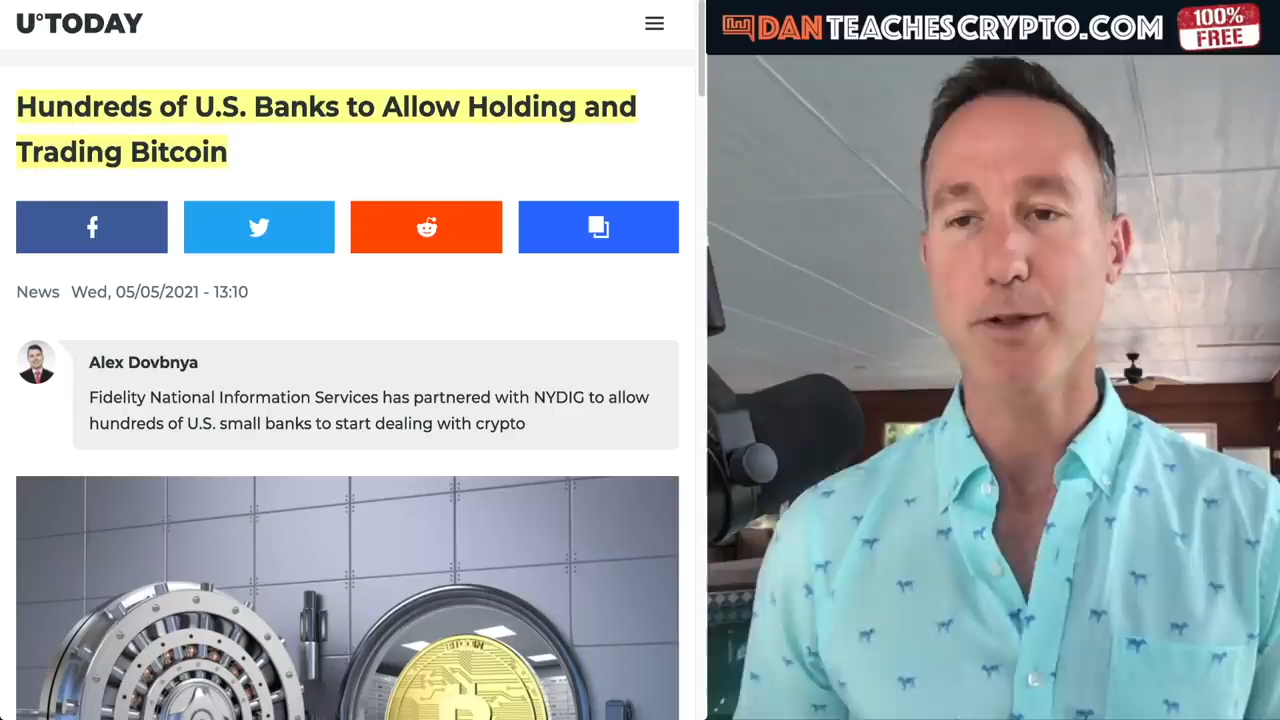 U°TODAY
Hundreds of U.S. Banks to Allow Holding and
Trading Bitcoin
News Wed, 05/05/2021 - 13:10
Alex Dovbnya
Fidelity National Information Services has partnered with NYDIG to allow
hundreds of U.S. small banks to start dealing with crypto
BITCOIN
DANTEACHESCRYPTO.COM
100%
FREE